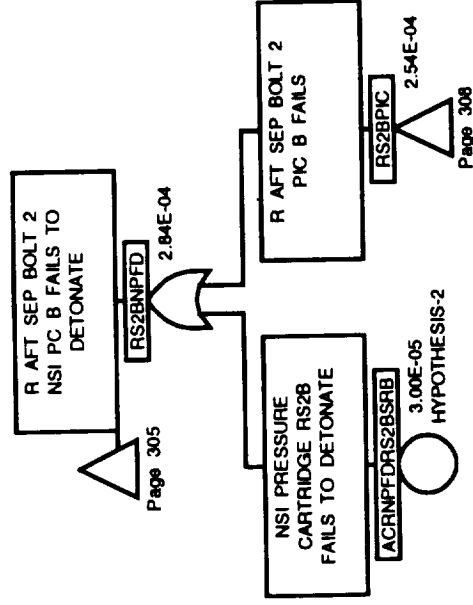 R AFT SEP BOLT 2
NSI PC B FAILS TO
DETONATE
RS2BNPFD
2.84E-04
Page 305
NSI PRESSURE
CARTRIDGE RS2B
FAILS TO DETONATE
ACRNPFDRS2BSRB
3.00E-05
HYPOTHESIS-2
R AFT SEP BOLT 2
PIC B FAILS
RS2BPIC
2.54E-04
Page 308